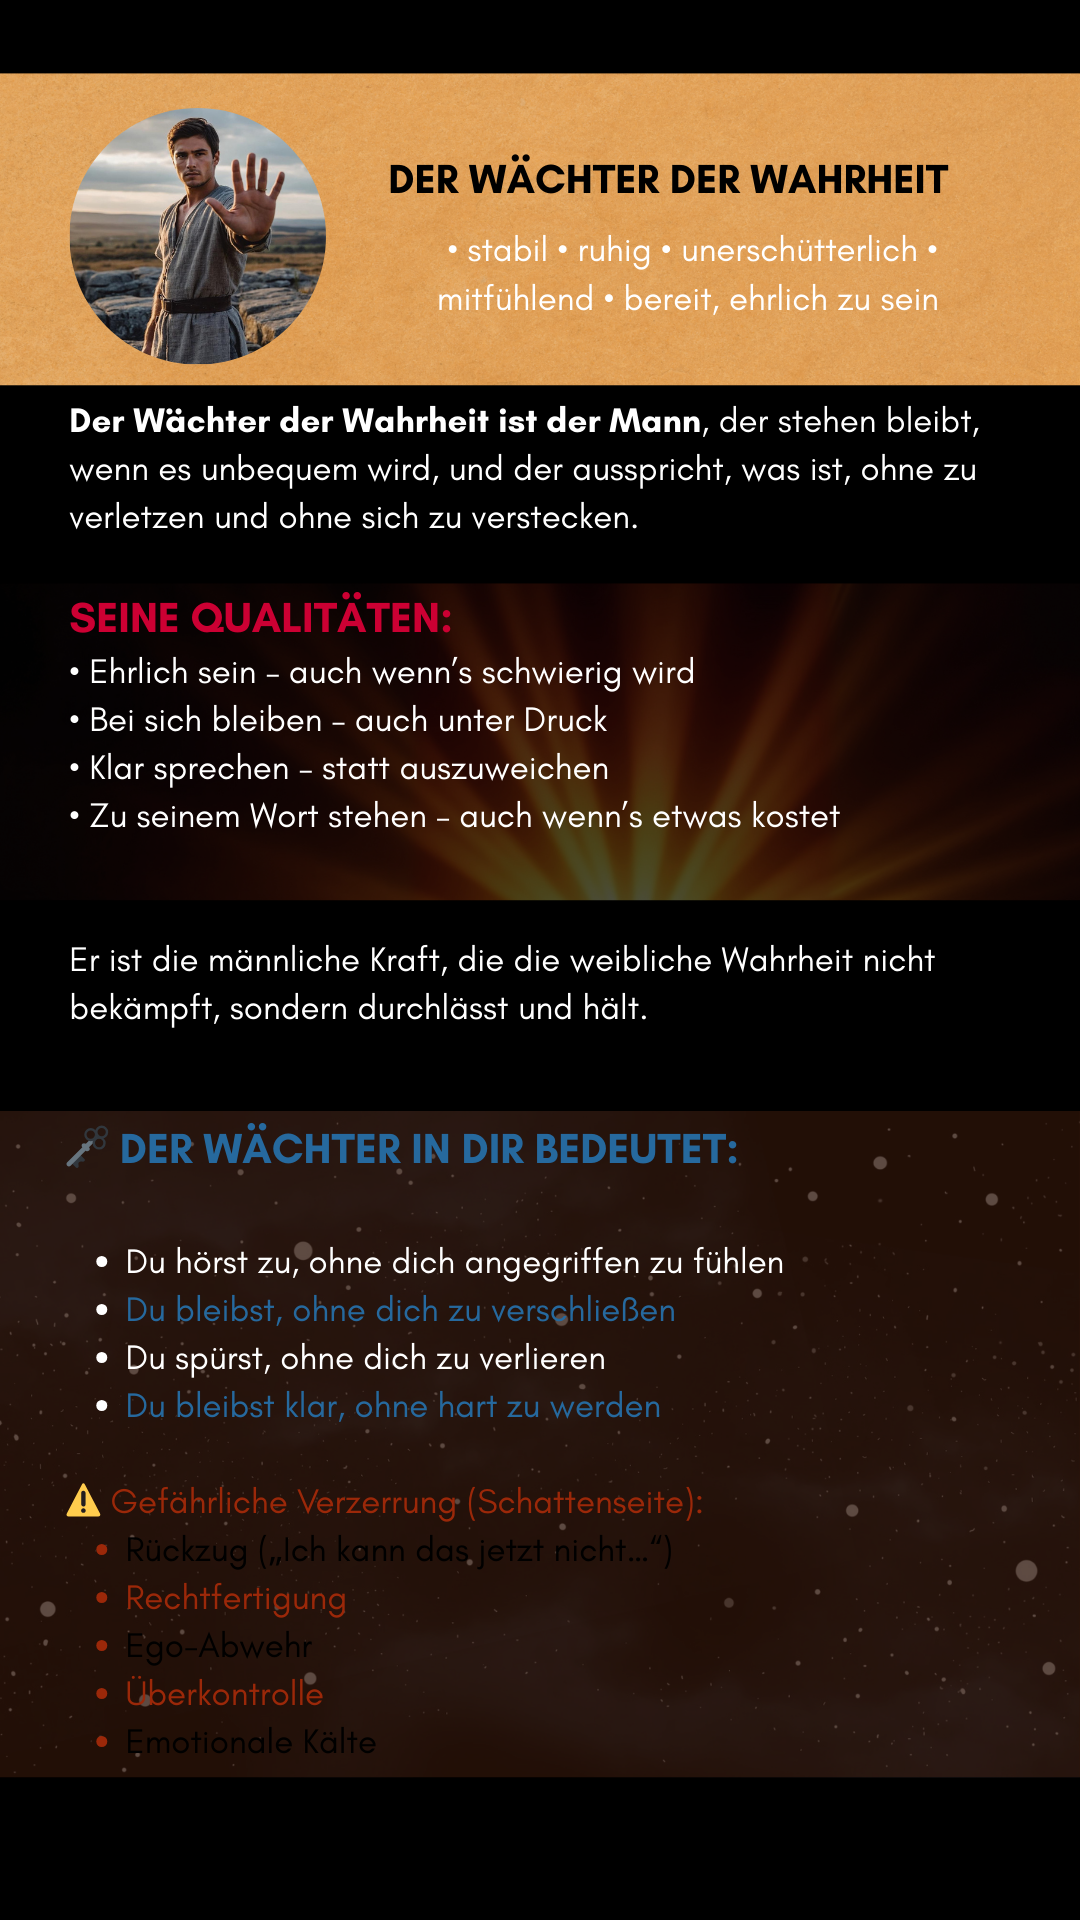 DER WÄCHTER DER WAHRHEIT
• stabil • ruhig • unerschütterlich •
mitfühlend • bereit, ehrlich zu sein
Der Wächter der Wahrheit ist der Mann, der stehen bleibt,
wenn es unbequem wird, und der ausspricht, was ist, ohne zu
verletzen und ohne sich zu verstecken.
SEINE QUALITÄTEN:
• Ehrlich sein – auch wenn’s schwierig wird
• Bei sich bleiben – auch unter Druck
• Klar sprechen – statt auszuweichen
• Zu seinem Wort stehen – auch wenn’s etwas kostet
Er ist die männliche Kraft, die die weibliche Wahrheit nicht
bekämpft, sondern durchlässt und hält.
DER WÄCHTER IN DIR BEDEUTET:
• Du hörst zu, ohne dich angegriffen zu fühlen
• Du bleibst, ohne dich zu verschließen
• Du spürst, ohne dich zu verlieren
• Du bleibst klar, ohne hart zu werden
⚠️ Gefährliche Verzerrung (Schattenseite):
• Rückzug („Ich kann das jetzt nicht…“)
• Rechtfertigung
• Ego-Abwehr
• Überkontrolle
• Emotionale Kälte